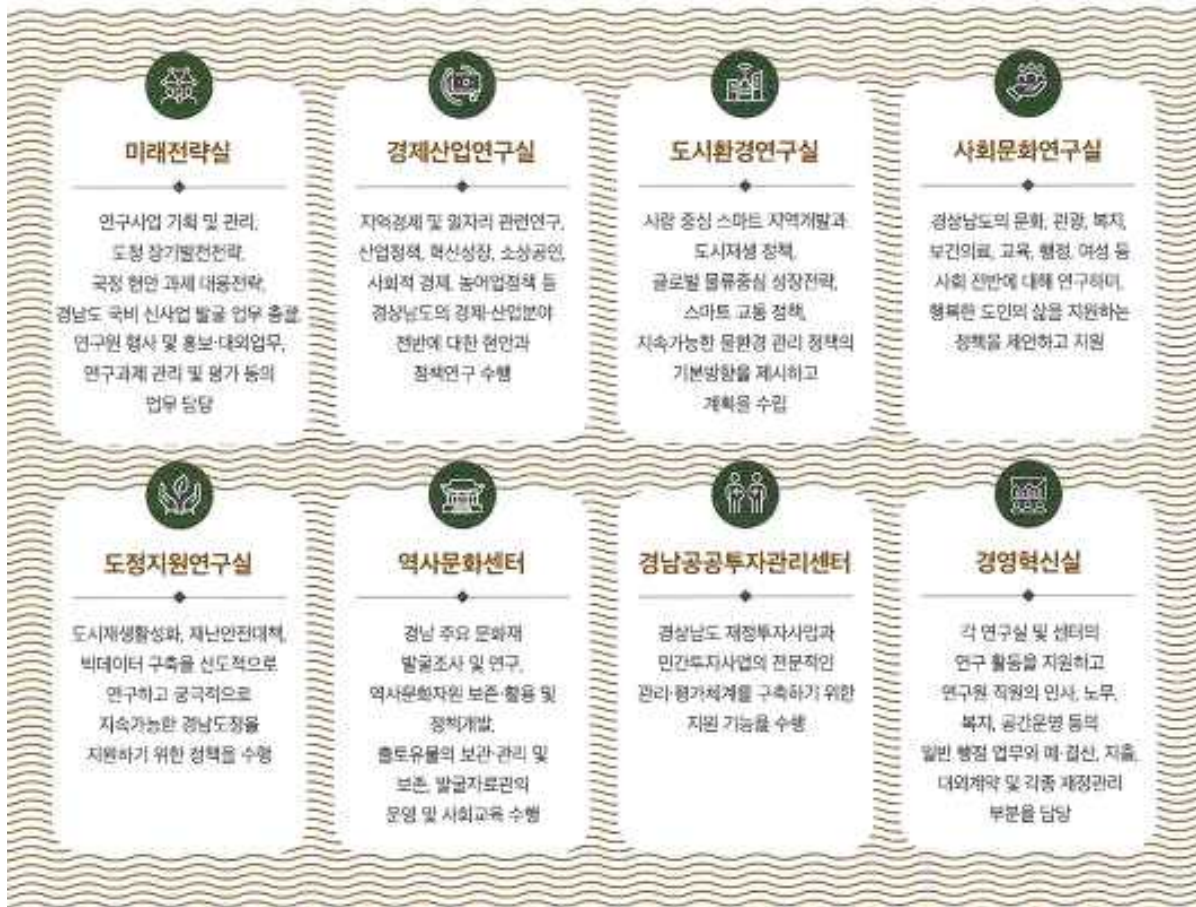 미래전략실
연구사업 기획 및 관리,
도정 장기발전전략,
국정 현안 과제 대응전략,
경남도 국비 신사업 발굴 업무 총괄,
연구원 행사 및 홍보·대외업무,
연구과제 관리 및 평가 등의
업무 담당
경제산업연구실
지역경제 및 일자리 관련연구,
산업정책, 혁신성장, 소상공인,
사회적 경제, 농어업정책 등
경상남도의 경제·산업분야
전반에 대한 현안과
정책연구 수행
도시환경연구실
사람 중심 스마트 지역개발과
도시재생 정책,
글로벌 물류중심 성장전략,
스마트 교통 정책,
지속가능한 물환경 관리 정책의
기본방향을 제시하고
계획을 수립
사회문화연구실
경상남도의 문화, 관광, 복지,
보건의료, 교육, 행정, 여성 등
사회 전반에 대해 연구하며,
행복한 도민의 삶을 지원하는
정책을 제안하고 지원
도정지원연구실
도시재생활성화, 재난안전대책,
빅데이터 구축을 선도적으로
연구하고 궁극적으로
지속가능한 경남도정을
지원하기 위한 정책을 수행
역사문화센터
경남 주요 문화재
발굴조사 및 연구,
역사문화자원 보존·활용 및
정책개발,
출토유물의 보관·관리 및
보존, 발굴자료관의
운영 및 사회교육 수행
경남공공투자관리센터
경상남도 재정투자사업과
민간투자사업의 전문적인
관리·평가체계를 구축하기 위한
지원 기능을 수행
경영혁신실
각 연구실 및 센터의
연구 활동을 지원하고
연구원 직원의 인사, 노무,
복지, 공간운영 등의
일반 행정 업무와 예·결산, 지출,
대외계약 및 각종 재정관리
부분을 담당